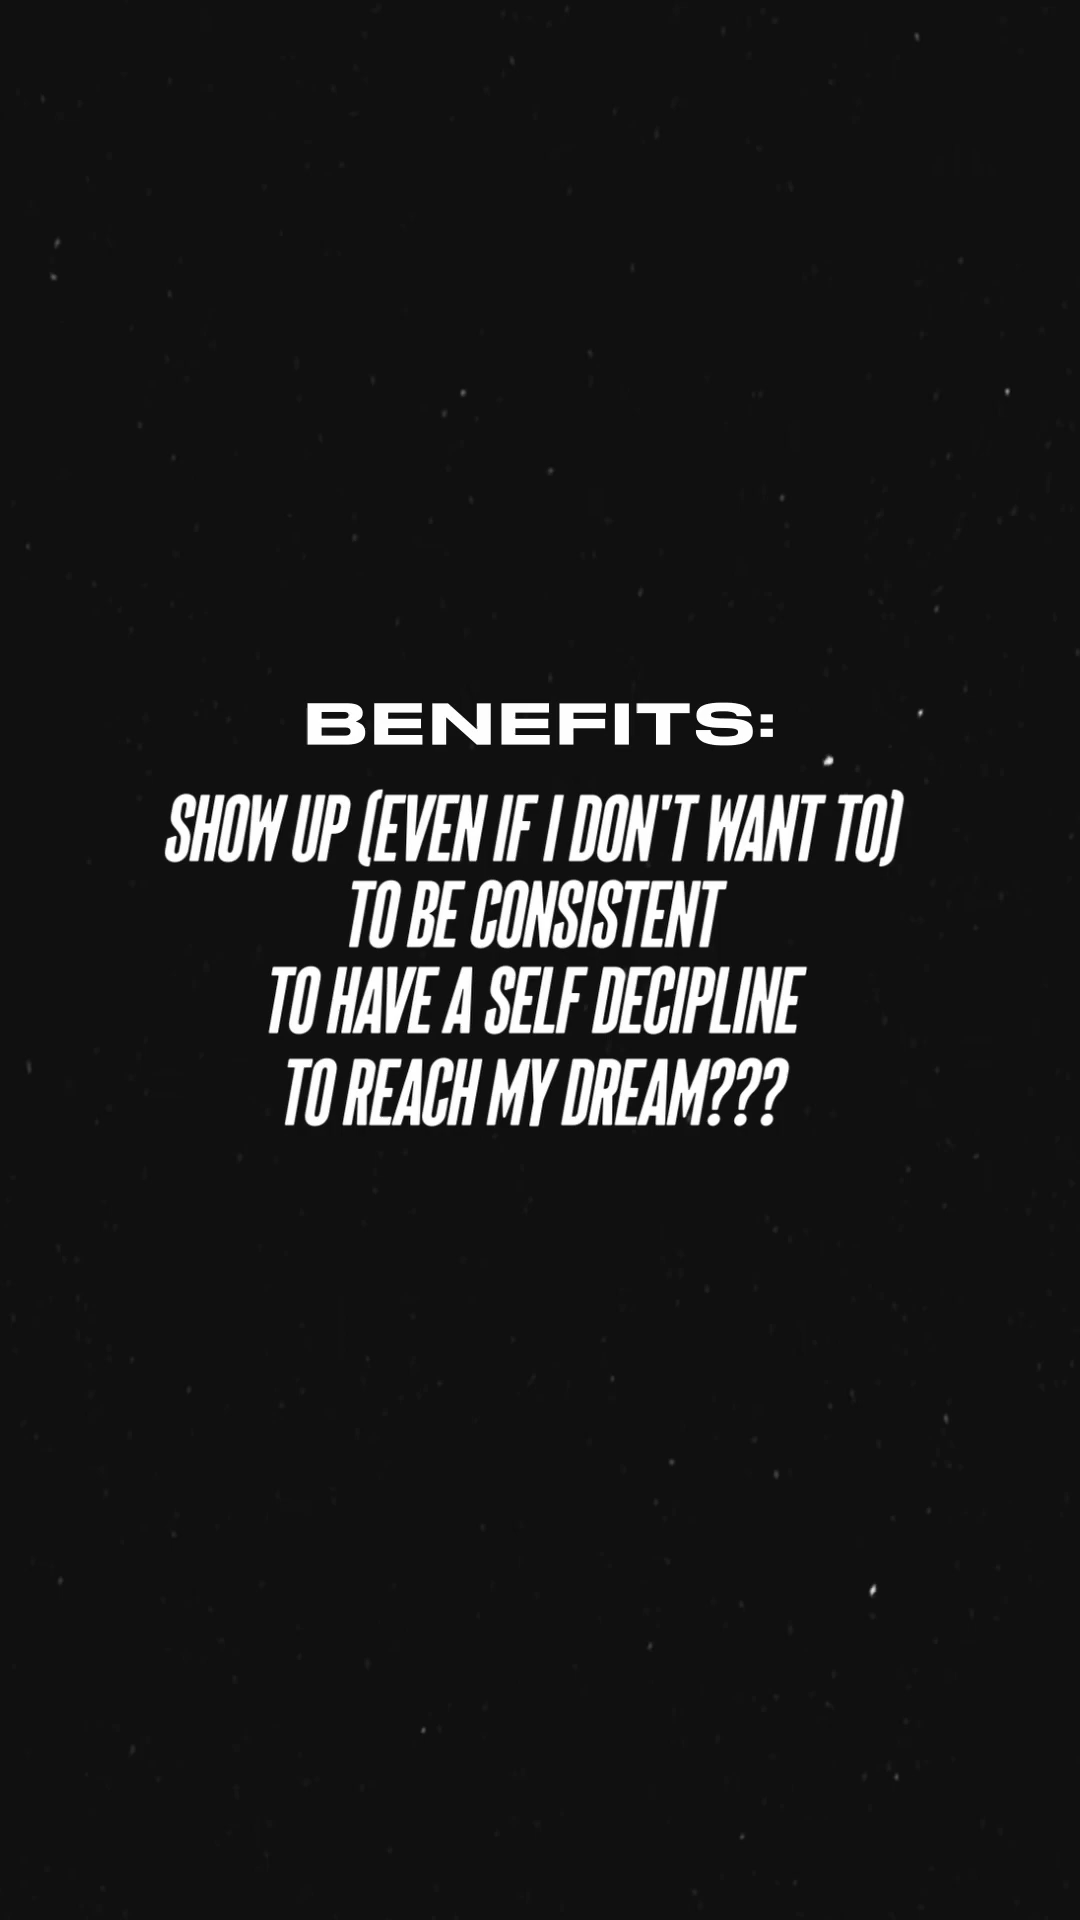 BENEFITS:
SHOW UP (EVEN IF I DON'T WANT TO)
TO BE CONSISTENT
TO HAVE A SELF DECIPLINE
TO REACH MY DREAM???